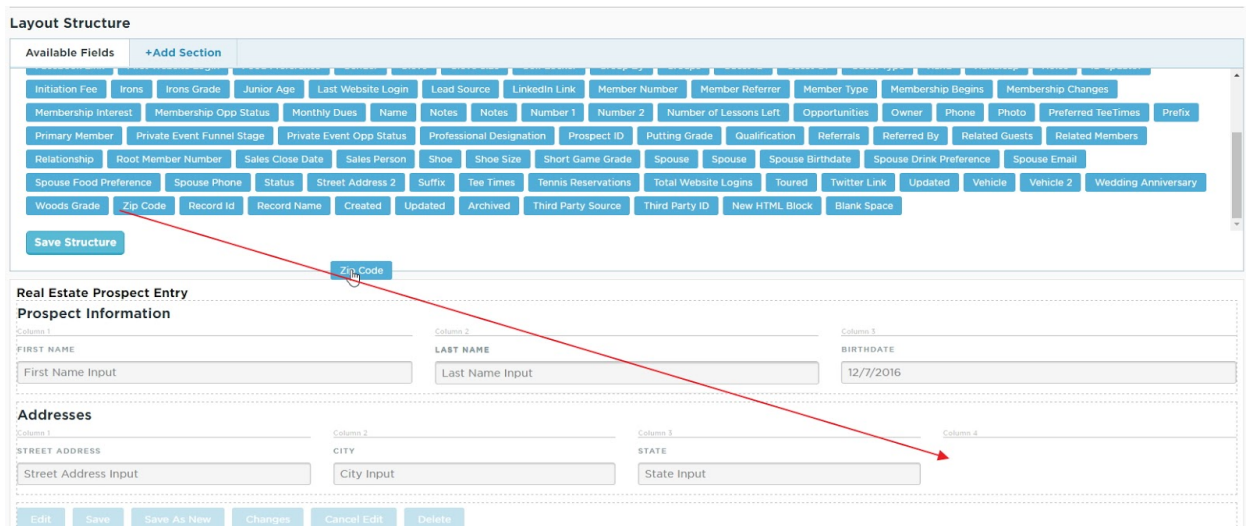 Layout Structure
Available Fields +Add Section
Initiation Fee Irons Irons Grade Junior Age Last Website Login Lead Source LinkedIn Link Member Number Member Referrer Member Type Membership Begins Membership Changes
Membership Interest Membership Opp Status Monthly Dues Name Notes Notes Number 1 Number 2 Number of Lessons Left Opportunities Owner Phone Photo Preferred TeeTimes Prefix
Primary Member Private Event Funnel Stage Private Event Opp Status Professional Designation Prospect ID Putting Grade Qualification Referrals Referred By Related Guests Related Members
Relationship Root Member Number Sales Close Date Sales Person Shoe Shoe Size Short Game Grade Spouse Spouse Spouse Birthdate Spouse Drink Preference Spouse Email
Spouse Food Preference Spouse Phone Status Street Address 2 Suffix Tee Times Tennis Reservations Total Website Logins Toured Twitter Link Updated Vehicle Vehicle 2 Wedding Anniversary
Woods Grade Zip Code Record Id Record Name Created Updated Archived Third Party Source Third Party ID New HTML Block Blank Space
Save Structure
Zip Code
Real Estate Prospect Entry
Prospect Information
Column 1 Column 2 Column 3
FIRST NAME LAST NAME BIRTHDATE
First Name Input Last Name Input 12/7/2016
Addresses
Column 1 Column 2 Column 3 Column 4
STREET ADDRESS CITY STATE
Street Address Input City Input State Input
Edit Save Save As New Changes Cancel Edit Delete